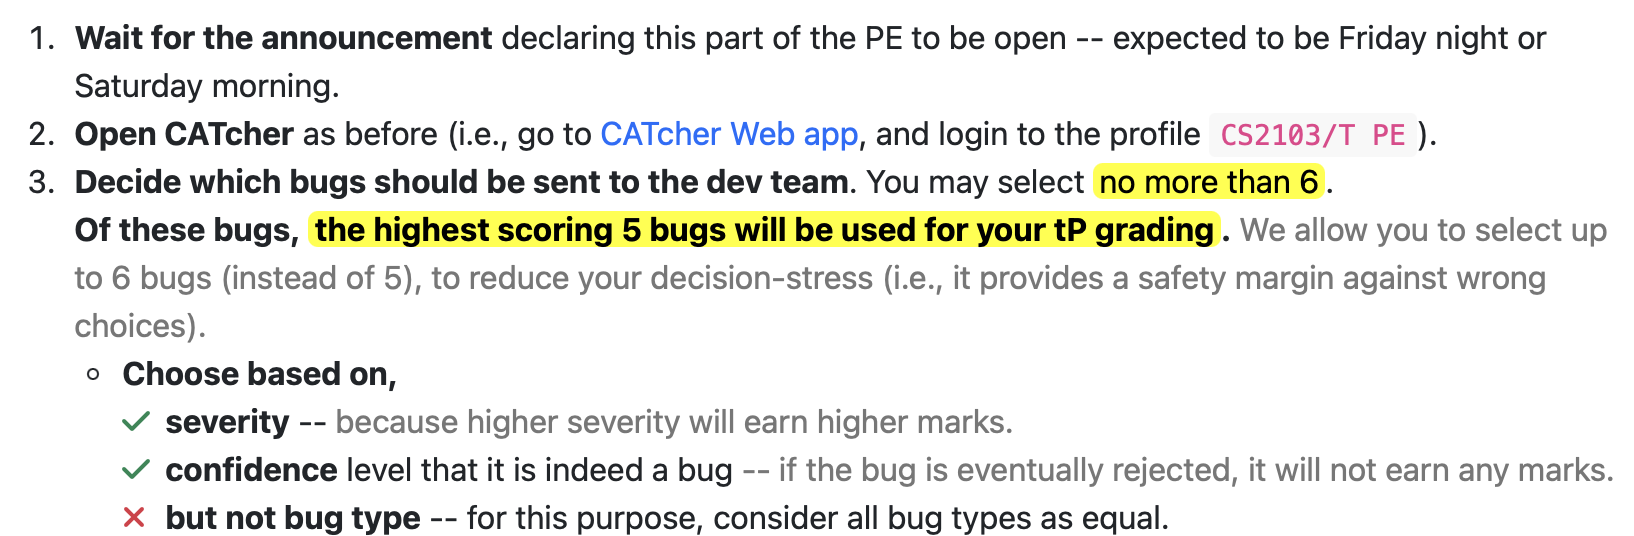 1. Wait for the announcement declaring this part of the PE to be open -- expected to be Friday night or
Saturday morning.
2. Open CATcher as before (i.e., go to CATcher Web app, and login to the profile CS2103/T PE ).
3. Decide which bugs should be sent to the dev team. You may select no more than 6.
Of these bugs, the highest scoring 5 bugs will be used for your tP grading. We allow you to select up
to 6 bugs (instead of 5), to reduce your decision-stress (i.e., it provides a safety margin against wrong
choices).
○ Choose based on,
✓ severity -- because higher severity will earn higher marks.
✓ confidence level that it is indeed a bug -- if the bug is eventually rejected, it will not earn any marks.
✕ but not bug type -- for this purpose, consider all bug types as equal.